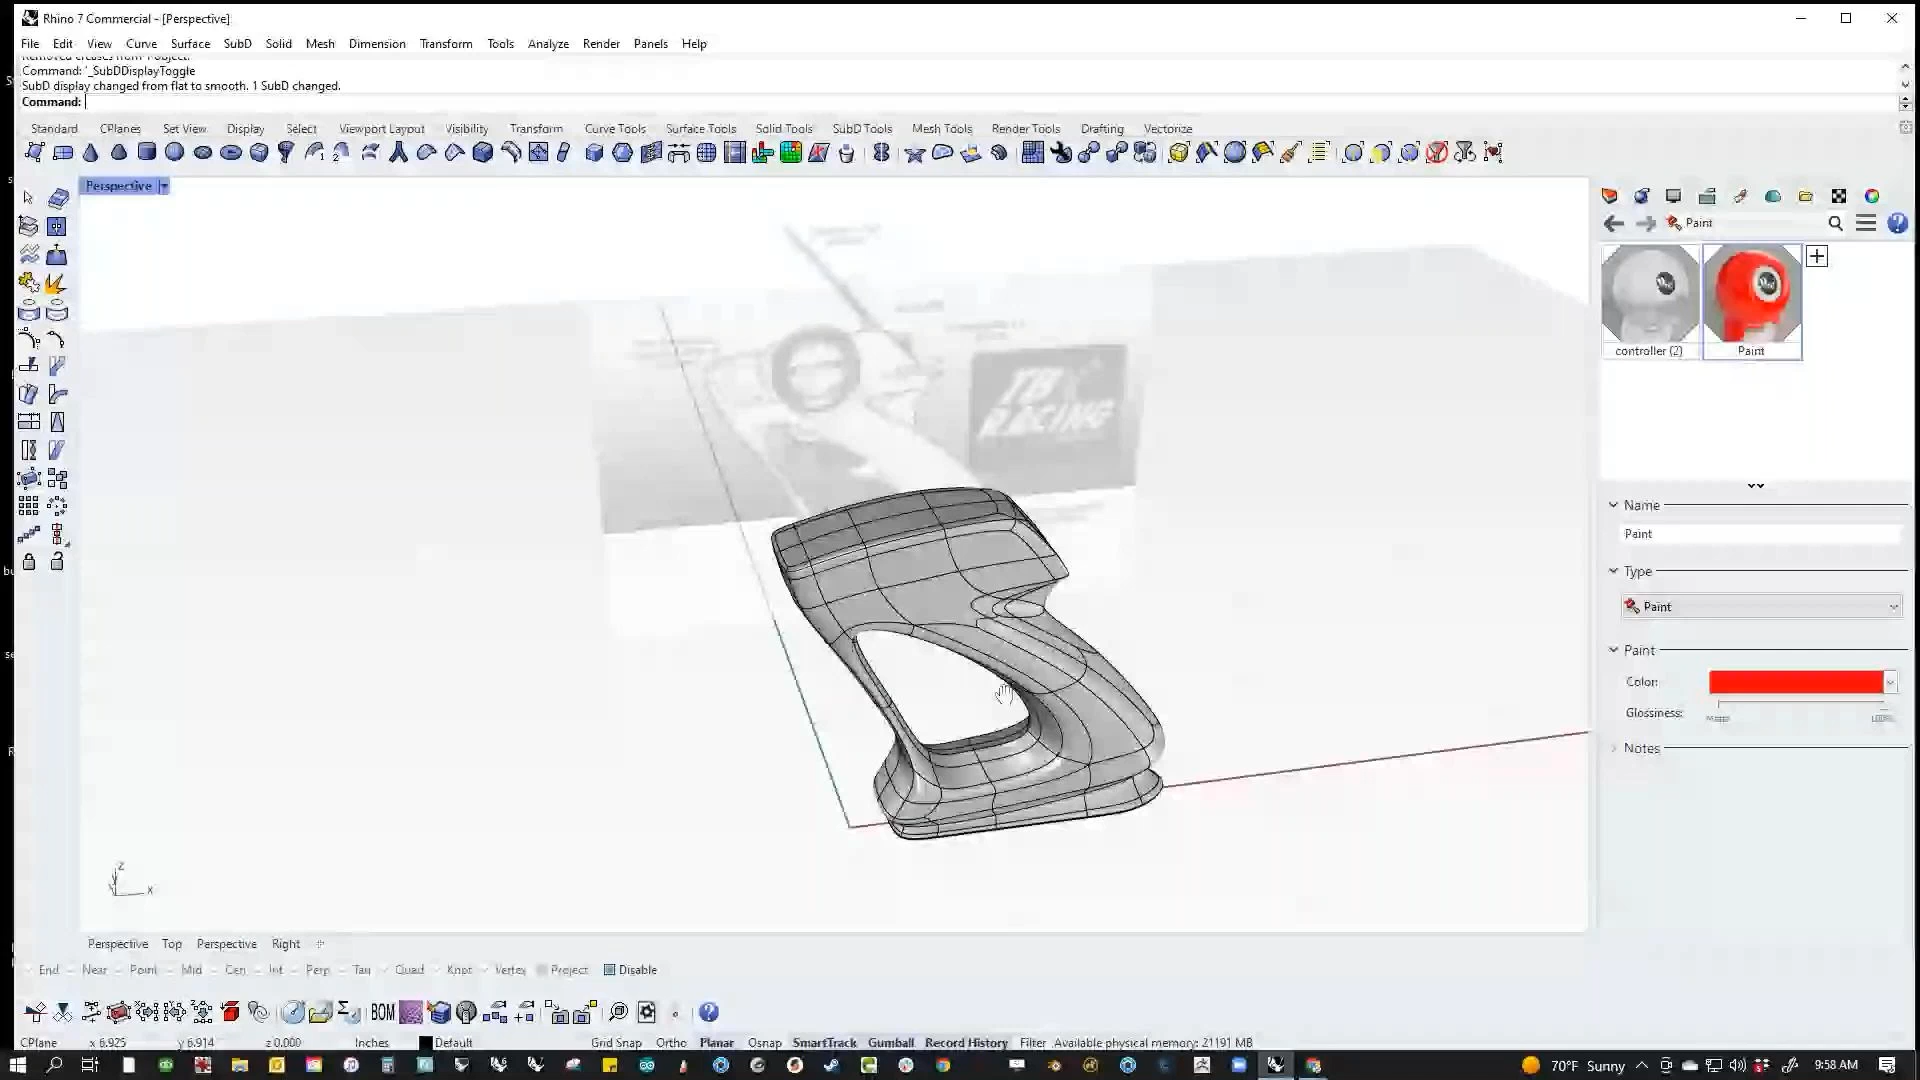 Rhino 7 Commercial - [Perspective]
File Edit View Curve Surface SubD Solid Mesh Dimension Transform Tools Analyze Render Panels Help
Removed creases from 1 object.
Command: '_SubDDisplayToggle
SubD display changed from flat to smooth. 1 SubD changed.
Command:
Standard CPlanes Set View Display Select Viewport Layout Visibility Transform Curve Tools Surface Tools Solid Tools SubD Tools Mesh Tools Render Tools Drafting Vectorize
Perspective
Paint
controller (2) Paint
Name
Paint
Type
Paint
Paint
Color:
Glossiness:
Notes
RACING
z
x
Perspective Top Perspective Right
End Near Point Mid Cen Int Perp Tan Quad Knot Vertex Project Disable
BOM
CPlane x 6.925 y 6.914 z 0.000 Inches Default Grid Snap Ortho Planar Osnap SmartTrack Gumball Record History Filter Available physical memory: 21191 MB
70°F Sunny 9:58 AM